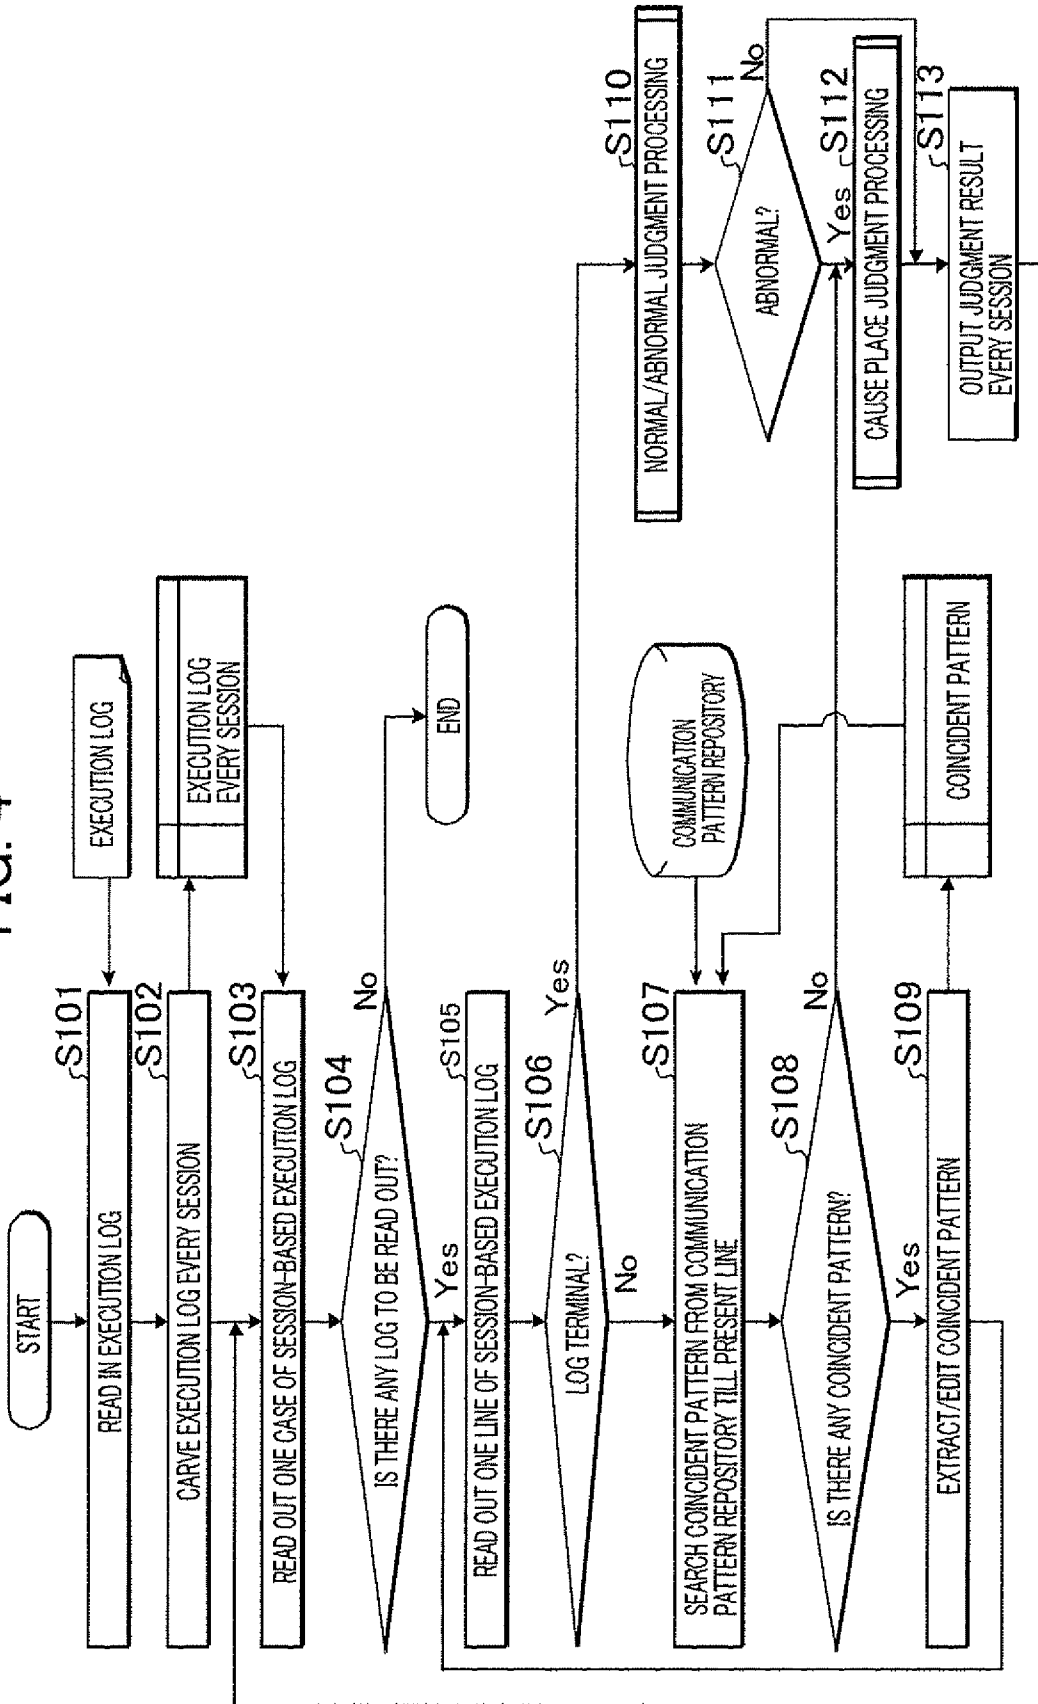 FIG. 4
START
S101
READ IN EXECUTION LOG
EXECUTION LOG
S102
CARVE EXECUTION LOG EVERY SESSION
EXECUTION LOG
EVERY SESSION
S103
READ OUT ONE CASE OF SESSION-BASED EXECUTION LOG
S104
IS THERE ANY LOG TO BE READ OUT?
No
END
Yes
S105
READ OUT ONE LINE OF SESSION-BASED EXECUTION LOG
S106
LOG TERMINAL?
Yes
No
S107
SEARCH COINCIDENT PATTERN FROM COMMUNICATION
PATTERN REPOSITORY TILL PRESENT LINE
COMMUNICATION
PATTERN REPOSITORY
S108
IS THERE ANY COINCIDENT PATTERN?
No
Yes
S109
EXTRACT/EDIT COINCIDENT PATTERN
COINCIDENT PATTERN
S110
NORMAL/ABNORMAL JUDGMENT PROCESSING
S111
ABNORMAL?
No
Yes
S112
CAUSE PLACE JUDGMENT PROCESSING
S113
OUTPUT JUDGMENT RESULT
EVERY SESSION